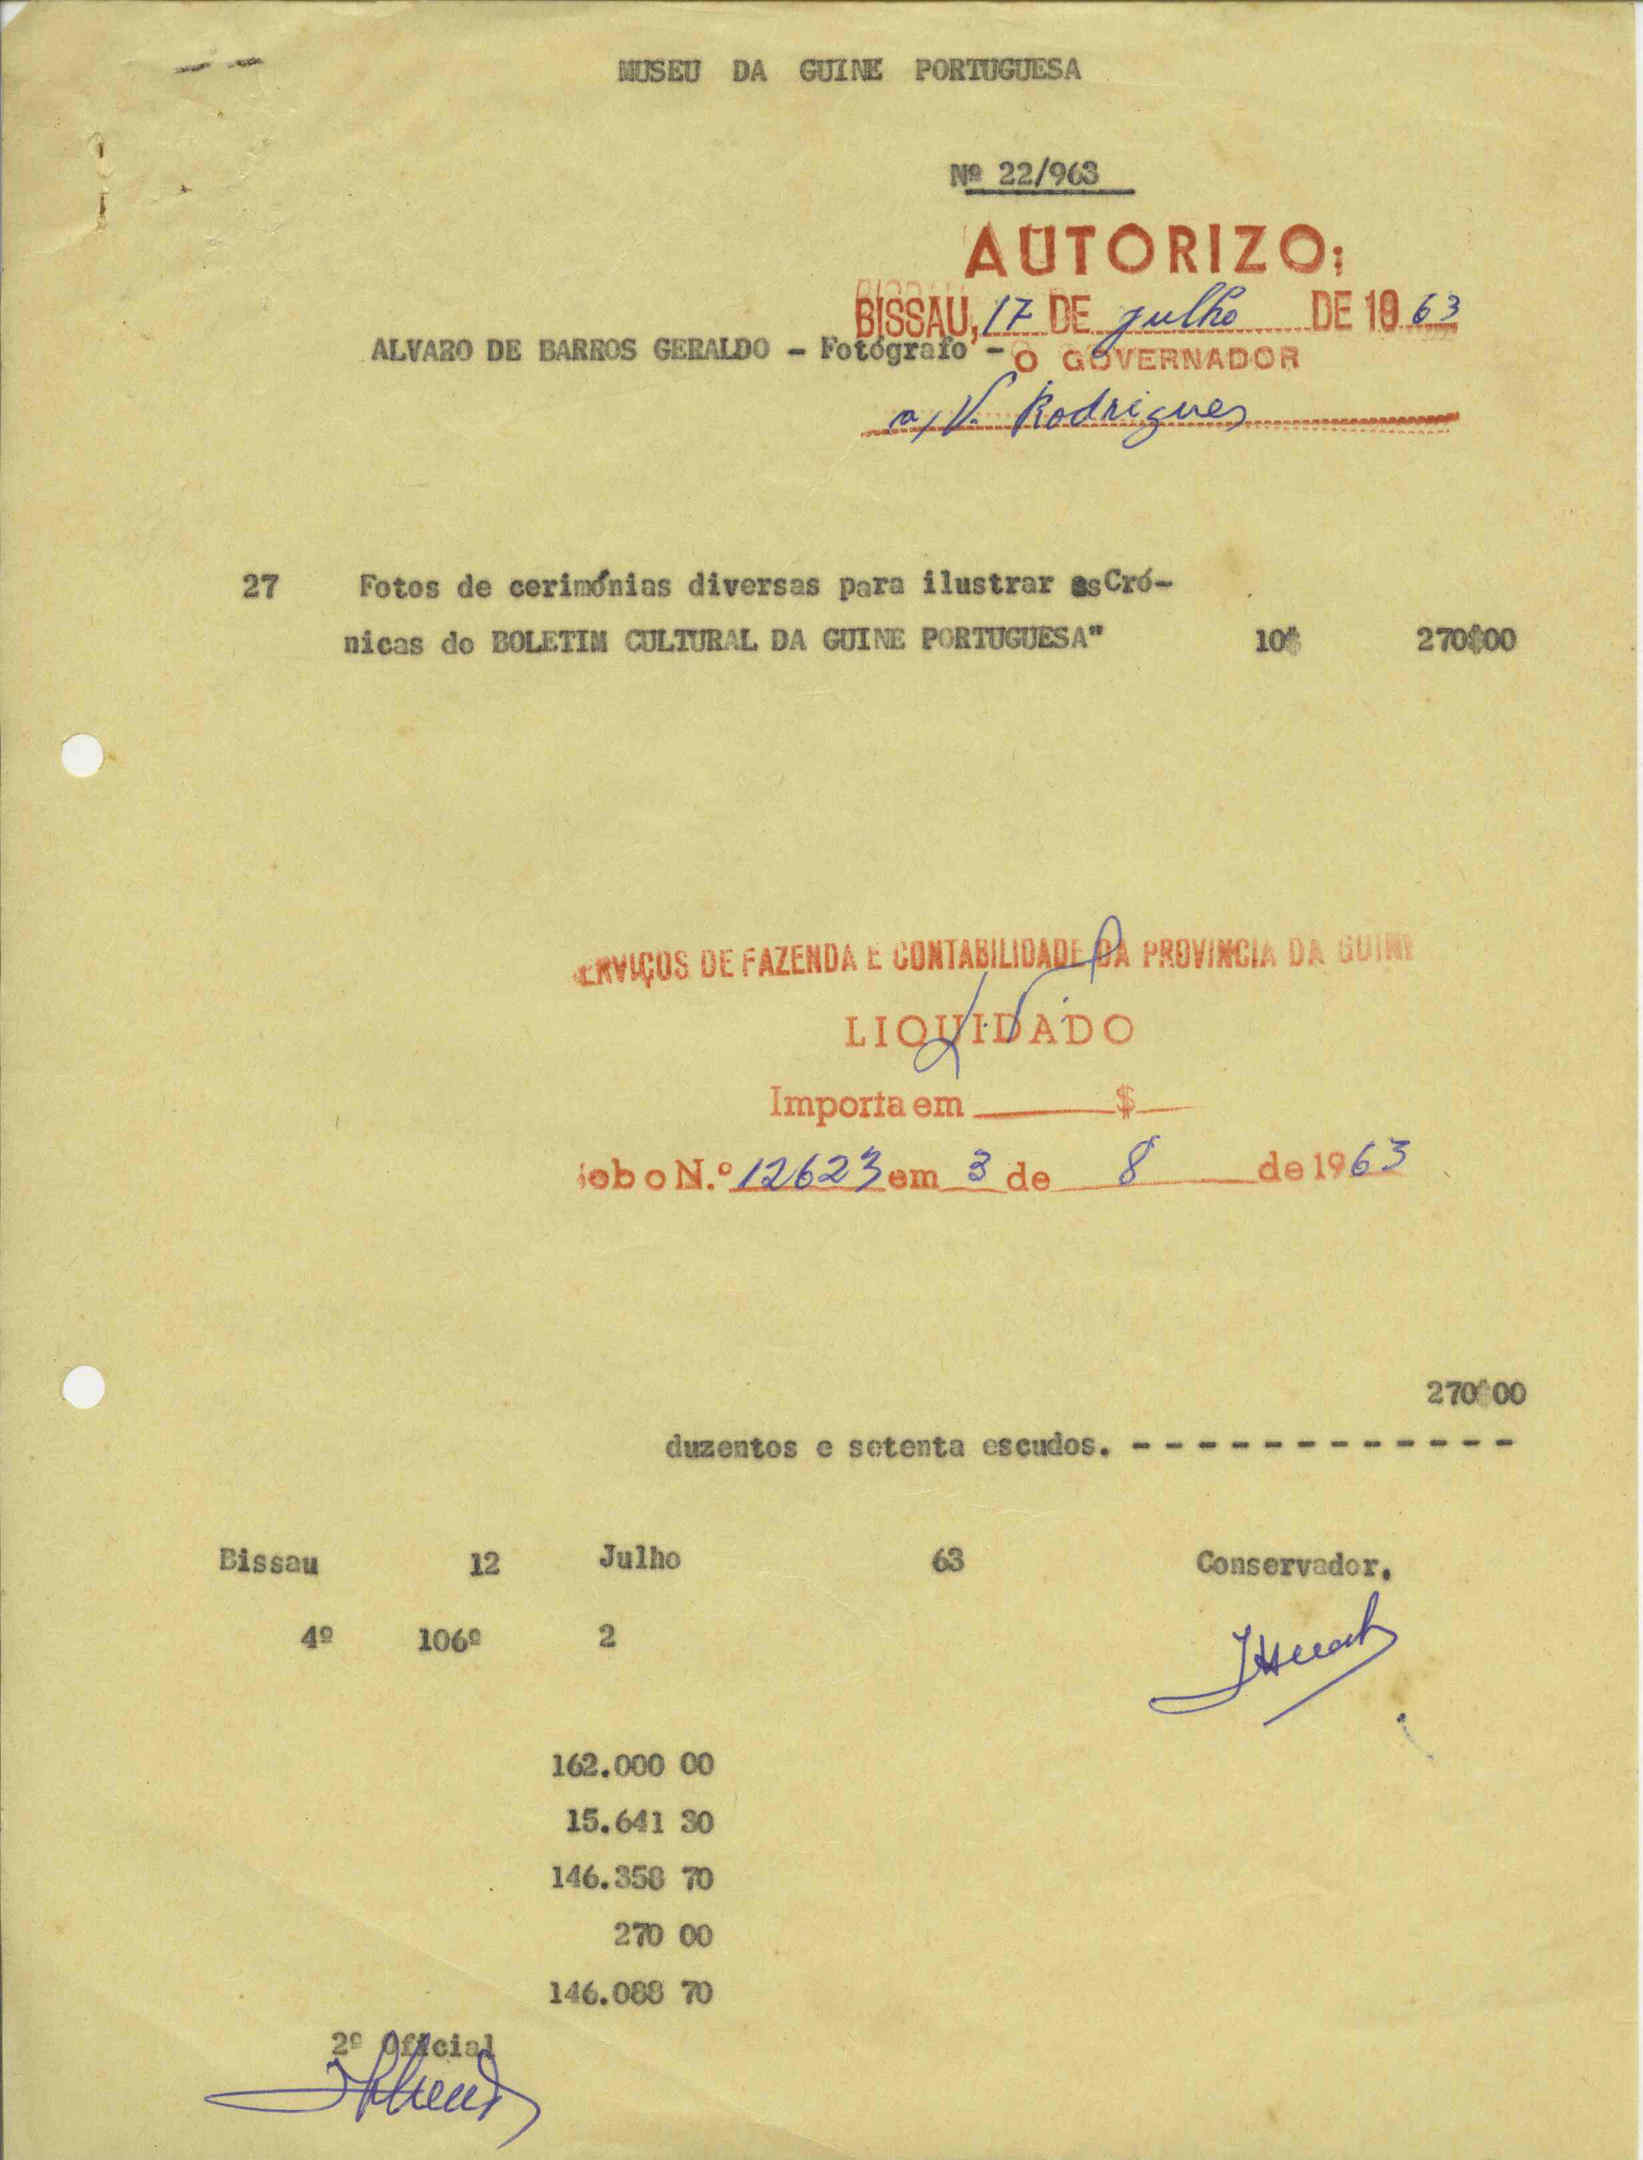 MUSEU DA GUINE PORTUGUESA
Nº 22/963
AUTORIZO:
BISSAU, 17 DE julho DE 1963
ALVARO DE BARROS GERALDO - Fotógrafo -
O GOVERNADOR
a) V. Rodrigues
27 Fotos de cerimónias diversas para ilustrar as Cró-
nicas do BOLETIM CULTURAL DA GUINE PORTUGUESA" 10$ 270$00
SERVIÇOS DE FAZENDA E CONTABILIDADE DA PROVINCIA DA GUINE
LIQUIDADO
Importa em $
N.º 12623 em 3 de 8 de 1963
270$00
duzentos e setenta escudos. - - - - - - - - - - - -
Bissau 12 Julho 63 Conservador.
4º 106º 2
162.000 00
15.641 30
146.358 70
270 00
146.088 70
2º Oficial